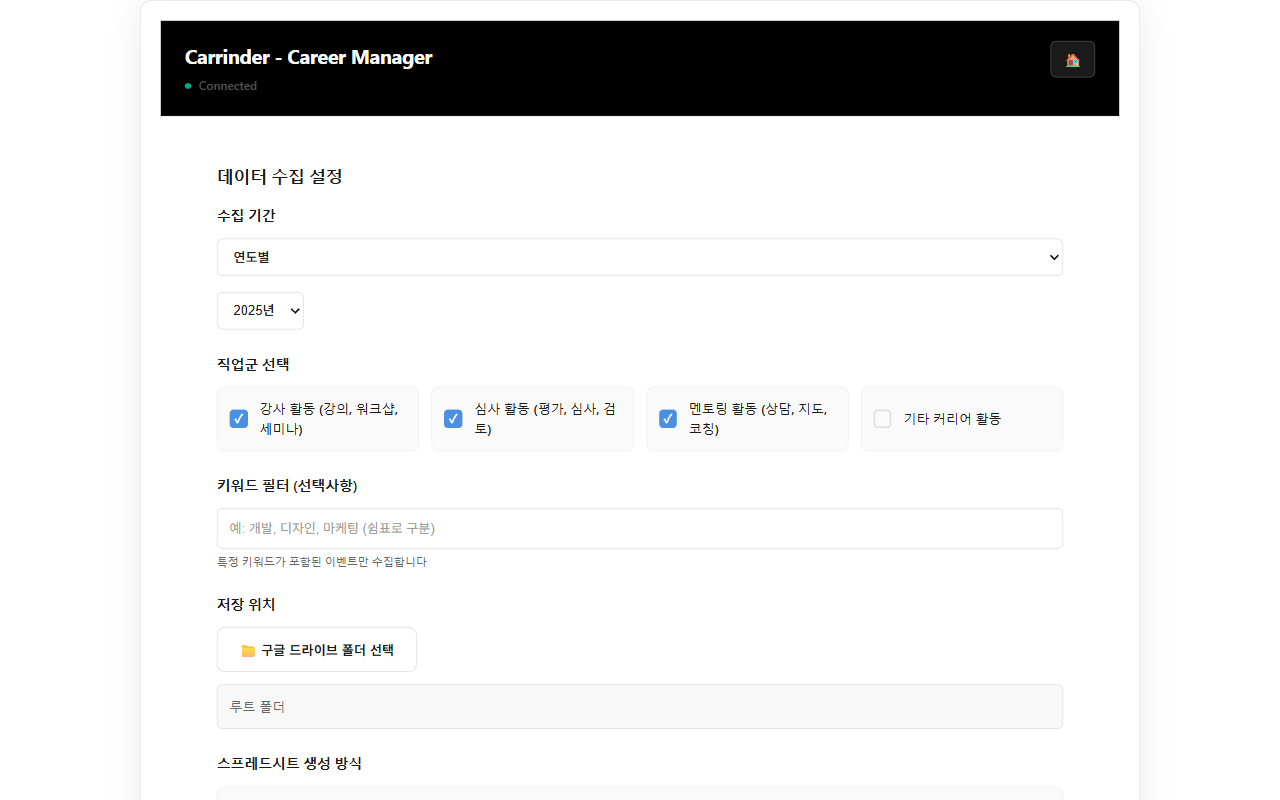 Carrinder - Career Manager
Connected
데이터 수집 설정
수집 기간
연도별
2025년
직업군 선택
강사 활동 (강의, 워크샵,
세미나)
심사 활동 (평가, 심사, 검
토)
멘토링 활동 (상담, 지도,
코칭)
기타 커리어 활동
키워드 필터 (선택사항)
예: 개발, 디자인, 마케팅 (쉼표로 구분)
특정 키워드가 포함된 이벤트만 수집합니다
저장 위치
구글 드라이브 폴더 선택
루트 폴더
스프레드시트 생성 방식